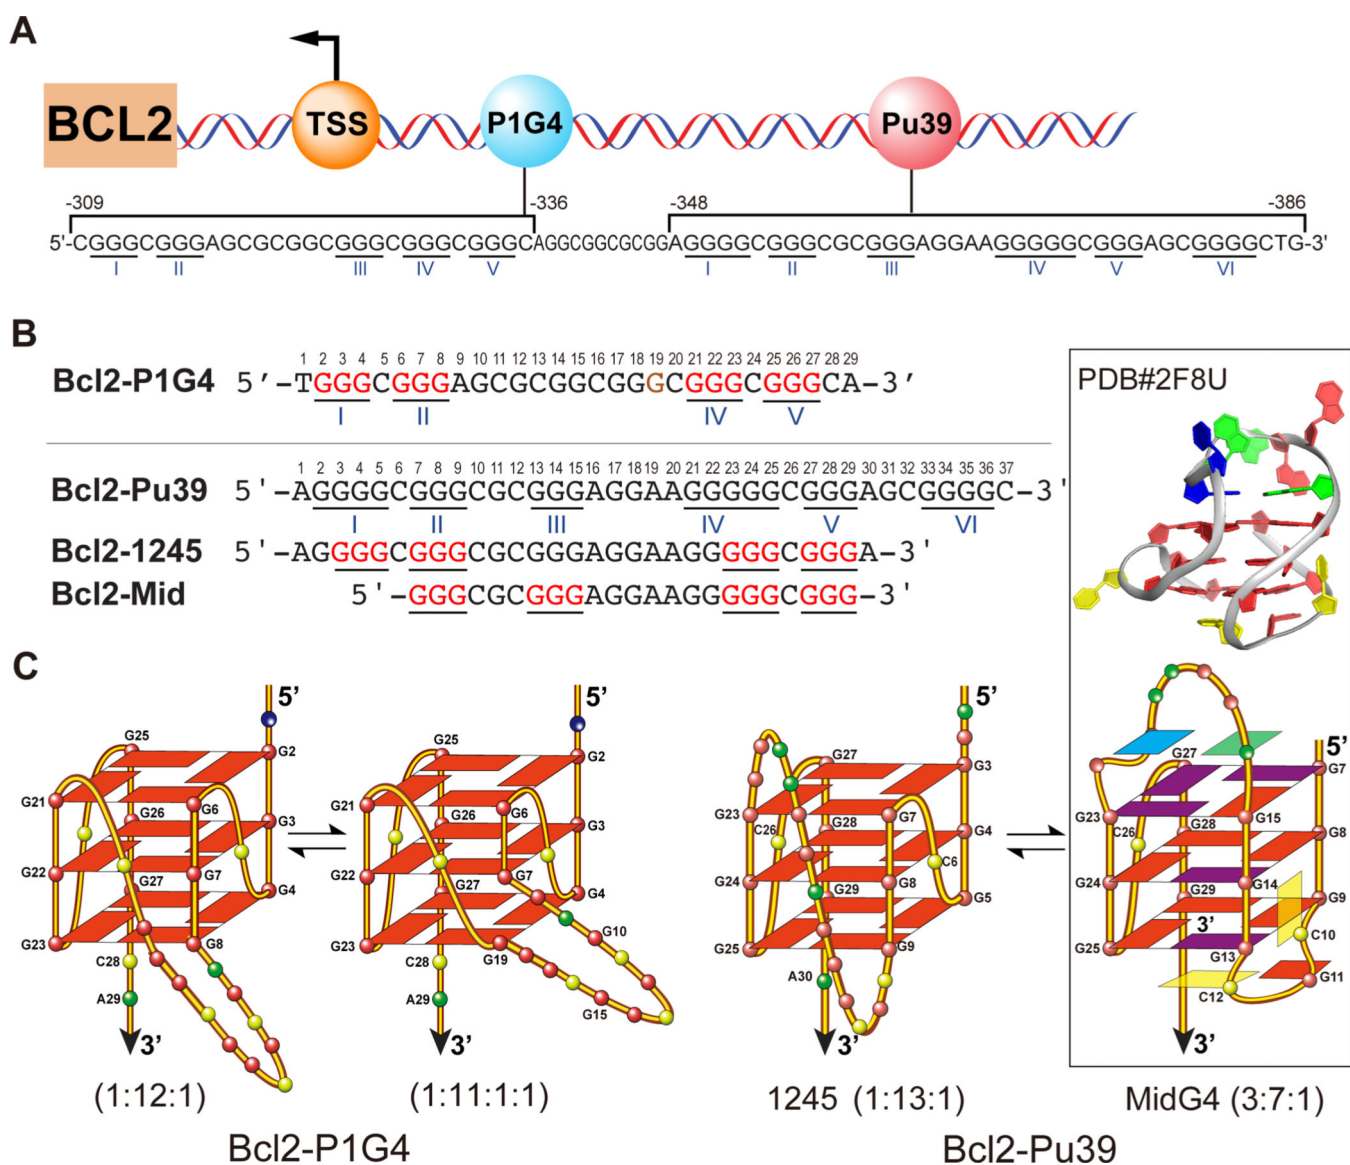 A
BCL2 TSS P1G4 Pu39
-309 -336 -348 -386
5'-CGGGCGGGAGCGCGGCGGGCGGGCGGGCAGGCGGCGCGGAGGGGCGGGCGCGGGAGGAAGGGGGCGGGAGCGGGGCTG-3'
I II III IV V I II III IV V VI
B
1 2 3 4 5 6 7 8 9 10 11 12 13 14 15 16 17 18 19 20 21 22 23 24 25 26 27 28 29
Bcl2-P1G4 5'-TGGGCGGGAGCGCGGCGGGCGGGCGGGCA-3'
I II IV V
1 2 3 4 5 6 7 8 9 10 11 12 13 14 15 16 17 18 19 20 21 22 23 24 25 26 27 28 29 30 31 32 33 34 35 36 37
Bcl2-Pu39 5'-AGGGGCGGGCGCGGGAGGAAGGGGGCGGGAGCGGGGC-3'
I II III IV V VI
Bcl2-1245 5'-AGGGGCGGGCGCGGGAGGAAGGGGGCGGGA-3'
Bcl2-Mid 5'-GGGCGCGGGAGGAAGGGGGCGGG-3'
PDB#2F8U
C
5'
G25 G2
G21 G6
G26 G3
G22 G7
G27 G4
G23 G8
C28
A29
3'
(1:12:1)
5'
G25 G2
G21 G6
G26 G3
G22 G7
G27 G4
G23 G19 G10
C28 G15
A29
3'
(1:11:1:1)
Bcl2-P1G4
5'
G27 G3
G23 G7
C26 G28 G4
C6
G24 G8
G29 G5
G25 G9
A30
3'
1245 (1:13:1)
5'
G27 G7
G23 G15
C26 G28 G8
G24 G14
G29 G9
3' C10
G25 G13
C12 G11
3'
MidG4 (3:7:1)
Bcl2-Pu39